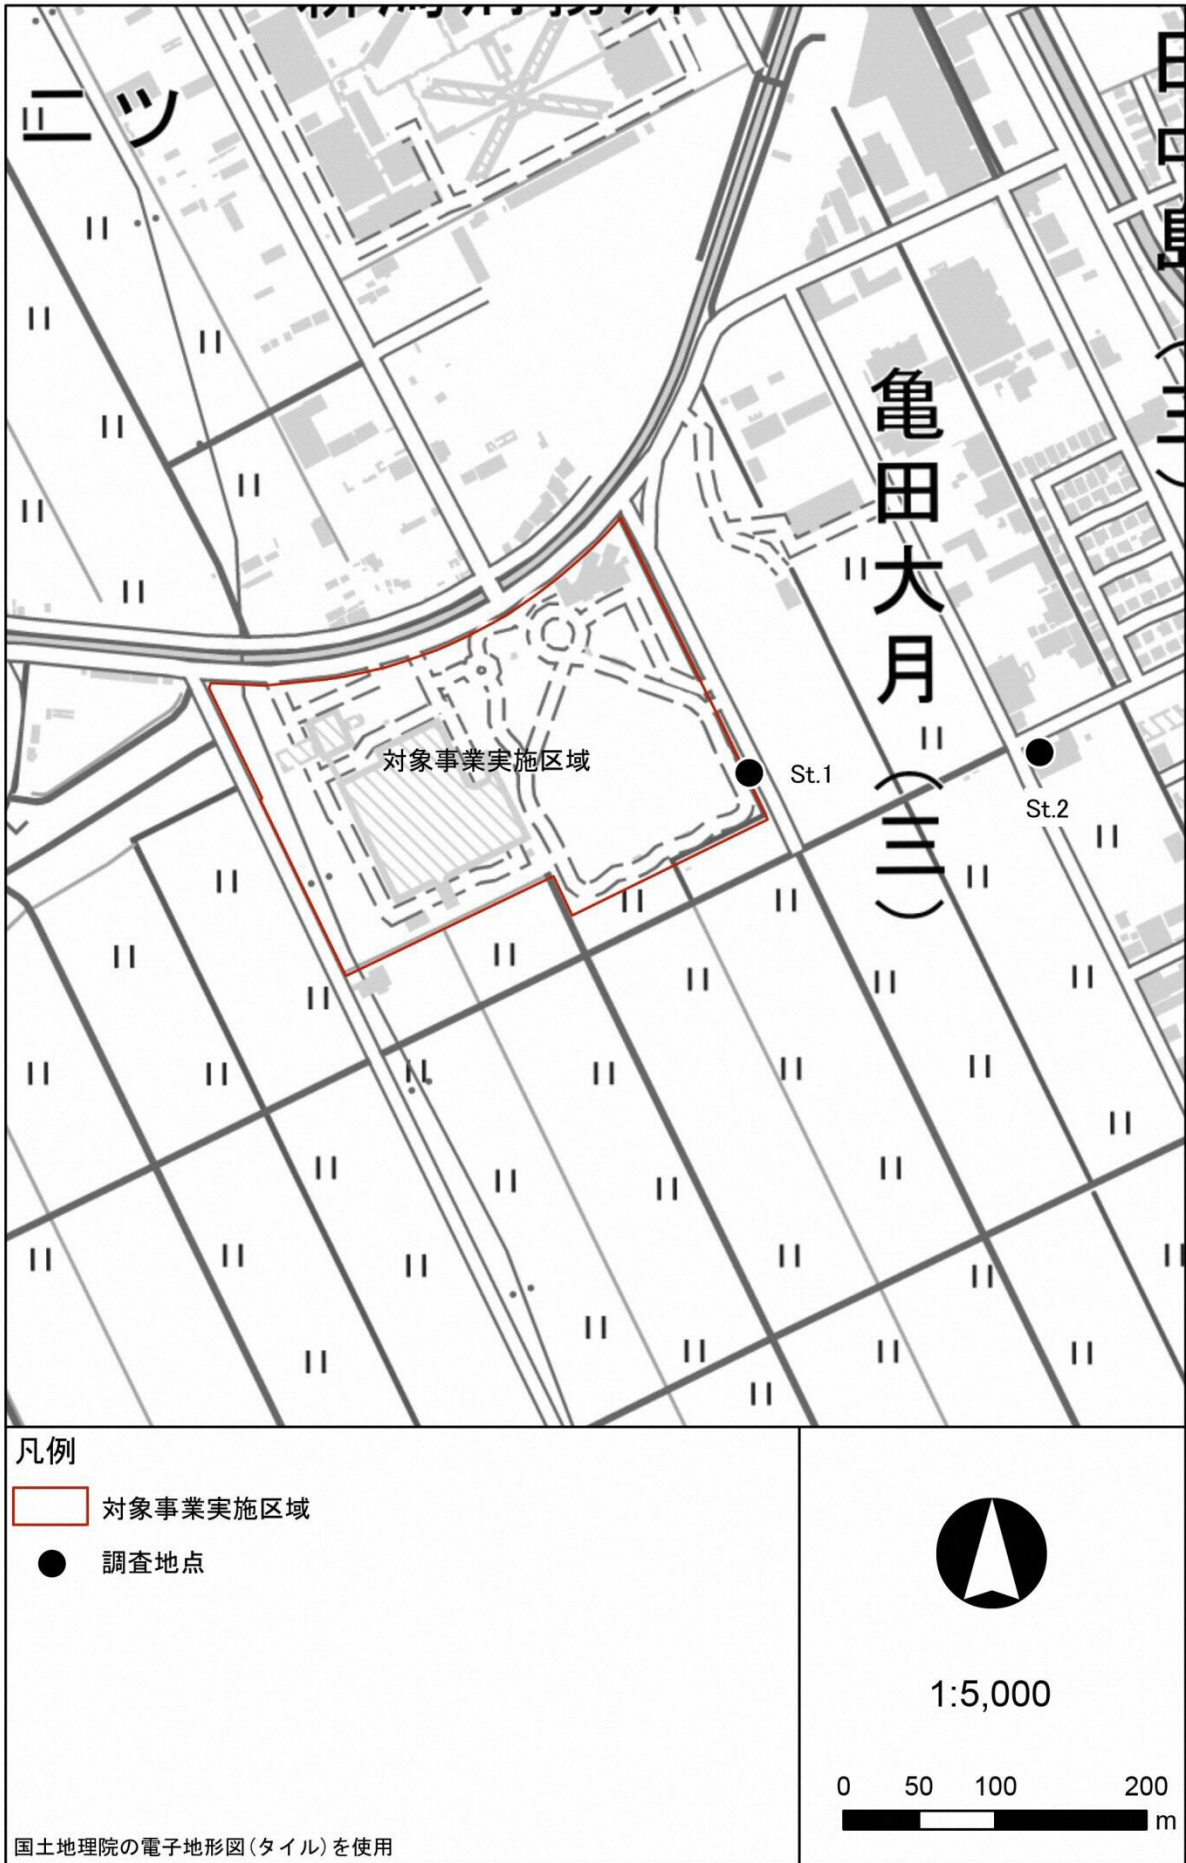 二ツ
亀田大月(三)
対象事業実施区域
St.1
St.2
凡例
対象事業実施区域
調査地点
1:5,000
0 50 100 200
m
国土地理院の電子地形図(タイル)を使用